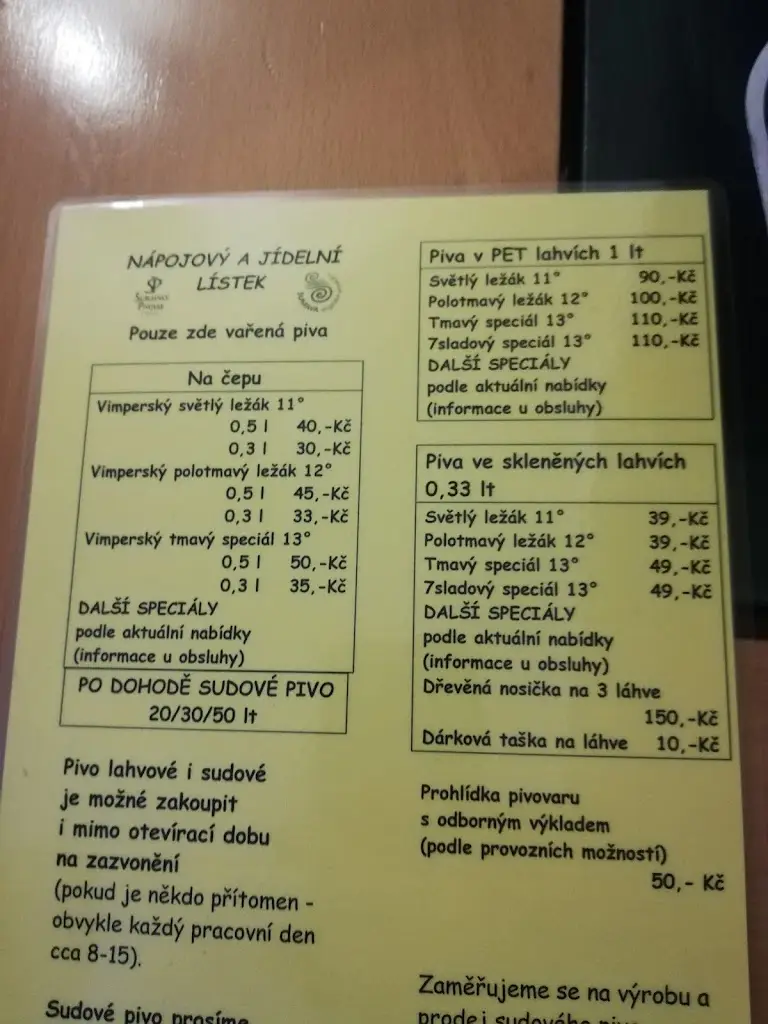 NÁPOJOVÝ A JÍDELNÍ
LÍSTEK
Pouze zde vařená piva
Na čepu
Vimperský světlý ležák 11°
0,5 l 40,-Kč
0,3 l 30,-Kč
Vimperský polotmavý ležák 12°
0,5 l 45,-Kč
0,3 l 33,-Kč
Vimperský tmavý speciál 13°
0,5 l 50,-Kč
0,3 l 35,-Kč
DALŠÍ SPECIÁLY
podle aktuální nabídky
(informace u obsluhy)
PO DOHODĚ SUDOVÉ PIVO
20/30/50 lt
Pivo lahvové i sudové
je možné zakoupit
i mimo otevírací dobu
na zazvonění
(pokud je někdo přítomen -
obvykle každý pracovní den
cca 8-15).
Sudové pivo prosíme
Piva v PET lahvích 1 lt
Světlý ležák 11° 90,-Kč
Polotmavý ležák 12° 100,-Kč
Tmavý speciál 13° 110,-Kč
7sladový speciál 13° 110,-Kč
DALŠÍ SPECIÁLY
podle aktuální nabídky
(informace u obsluhy)
Piva ve skleněných lahvích
0,33 lt
Světlý ležák 11° 39,-Kč
Polotmavý ležák 12° 39,-Kč
Tmavý speciál 13° 49,-Kč
7sladový speciál 13° 49,-Kč
DALŠÍ SPECIÁLY
podle aktuální nabídky
(informace u obsluhy)
Dřevěná nosička na 3 láhve
150,-Kč
Dárková taška na láhve 10,-Kč
Prohlídka pivovaru
s odborným výkladem
(podle provozních možností)
50,- Kč
Zaměřujeme se na výrobu a
prodej sudového